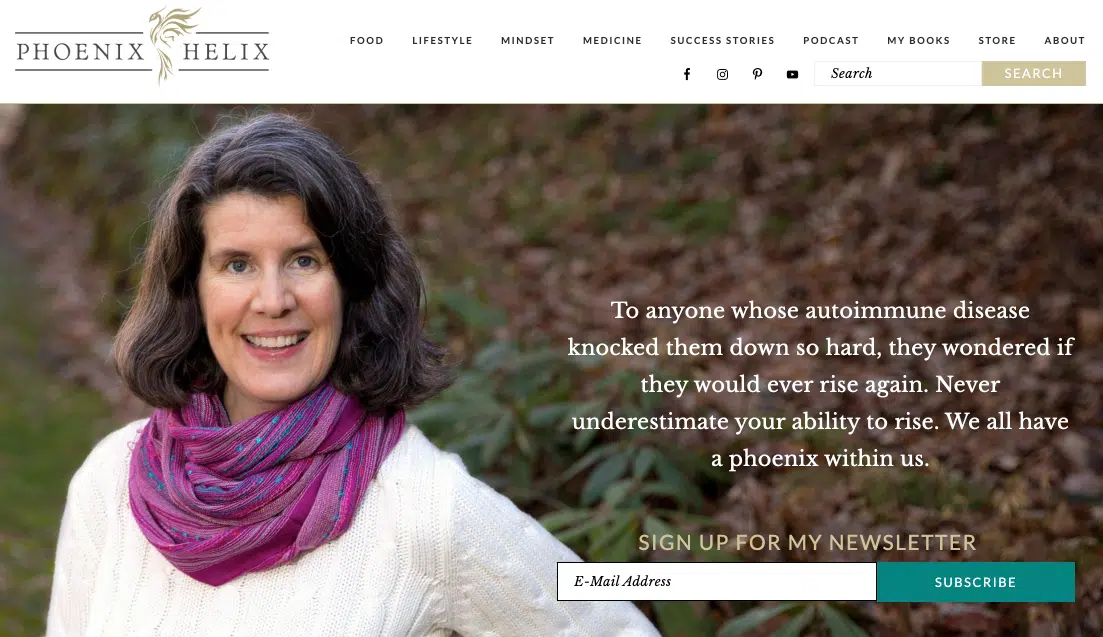 PHOENIX HELIX
FOOD LIFESTYLE MINDSET MEDICINE SUCCESS STORIES PODCAST MY BOOKS STORE ABOUT
Search SEARCH
To anyone whose autoimmune disease
knocked them down so hard, they wondered if
they would ever rise again. Never
underestimate your ability to rise. We all have
a phoenix within us.
SIGN UP FOR MY NEWSLETTER
E-Mail Address SUBSCRIBE